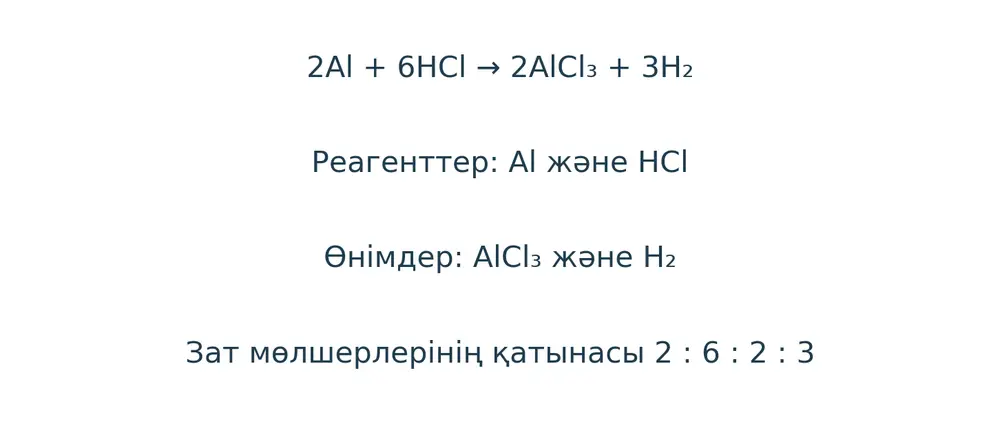 2Al + 6HCl → 2AlCl₃ + 3H₂
Реагенттер: Al және HCl
Өнімдер: AlCl₃ және H₂
Зат мөлшерлерінің қатынасы 2 : 6 : 2 : 3